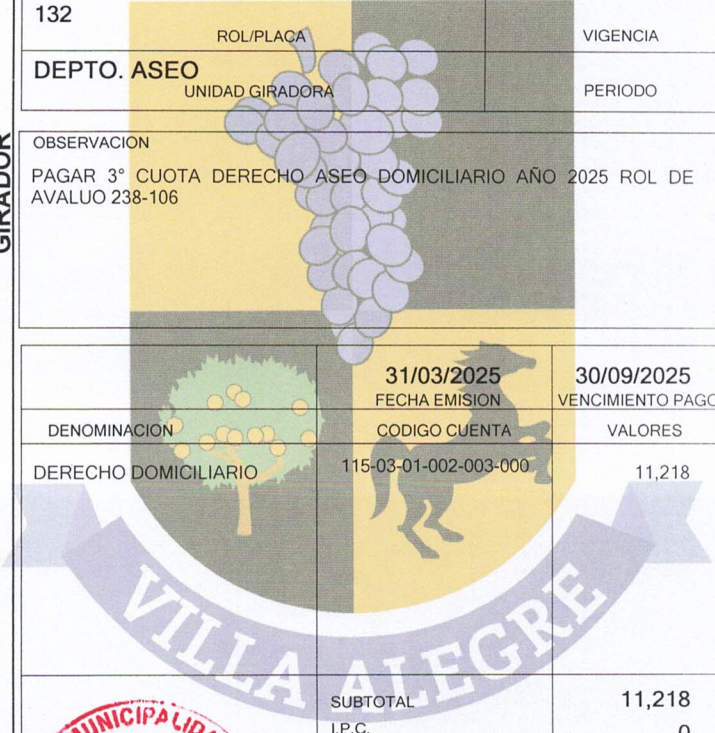 132
ROL/PLACA VIGENCIA
DEPTO. ASEO
UNIDAD GIRADORA PERIODO
GIRADOR
OBSERVACION
PAGAR 3° CUOTA DERECHO ASEO DOMICILIARIO AÑO 2025 ROL DE
AVALUO 238-106
31/03/2025 30/09/2025
FECHA EMISION VENCIMIENTO PAGO
DENOMINACION CODIGO CUENTA VALORES
DERECHO DOMICILIARIO 115-03-01-002-003-000 11,218
VILLA ALEGRE
SUBTOTAL 11,218
I.P.C. 0
MUNICIPALID